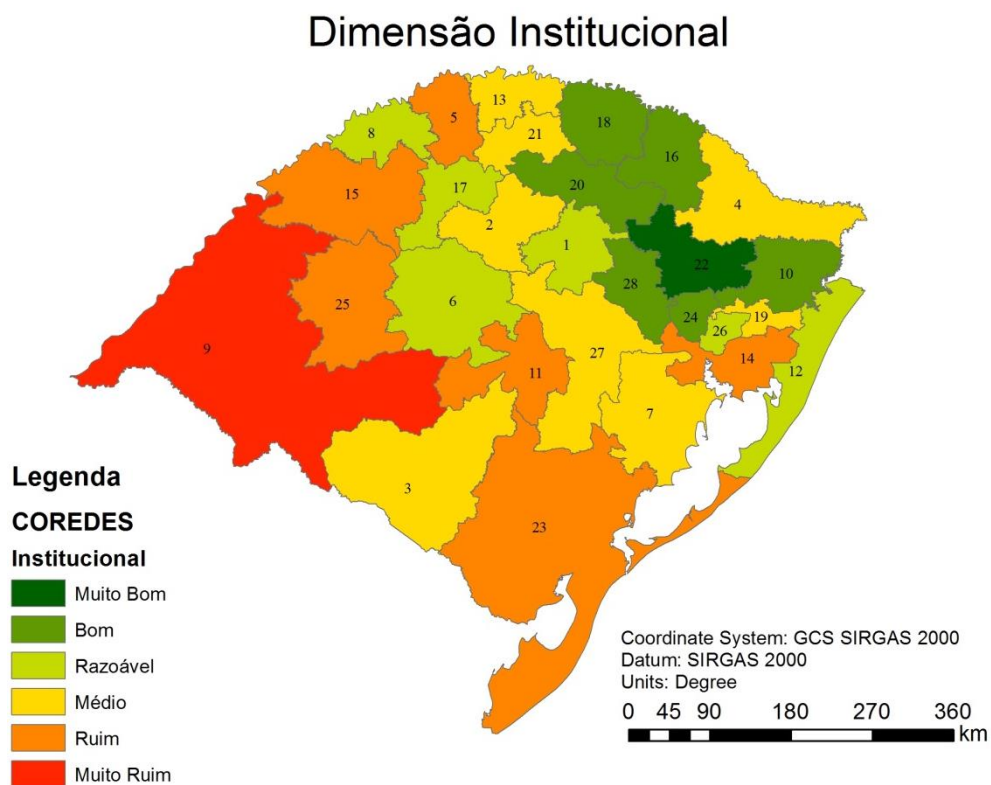 Dimensão Institucional
13
5
18
8
21
16
17
20
15
4
2
1
22
10
28
6
25
24
19
26
9
27
14
11
12
7
3
23
Legenda
COREDES
Institucional
Muito Bom
Bom
Razoável
Médio
Ruim
Muito Ruim
Coordinate System: GCS SIRGAS 2000
Datum: SIRGAS 2000
Units: Degree
0 45 90 180 270 360
km